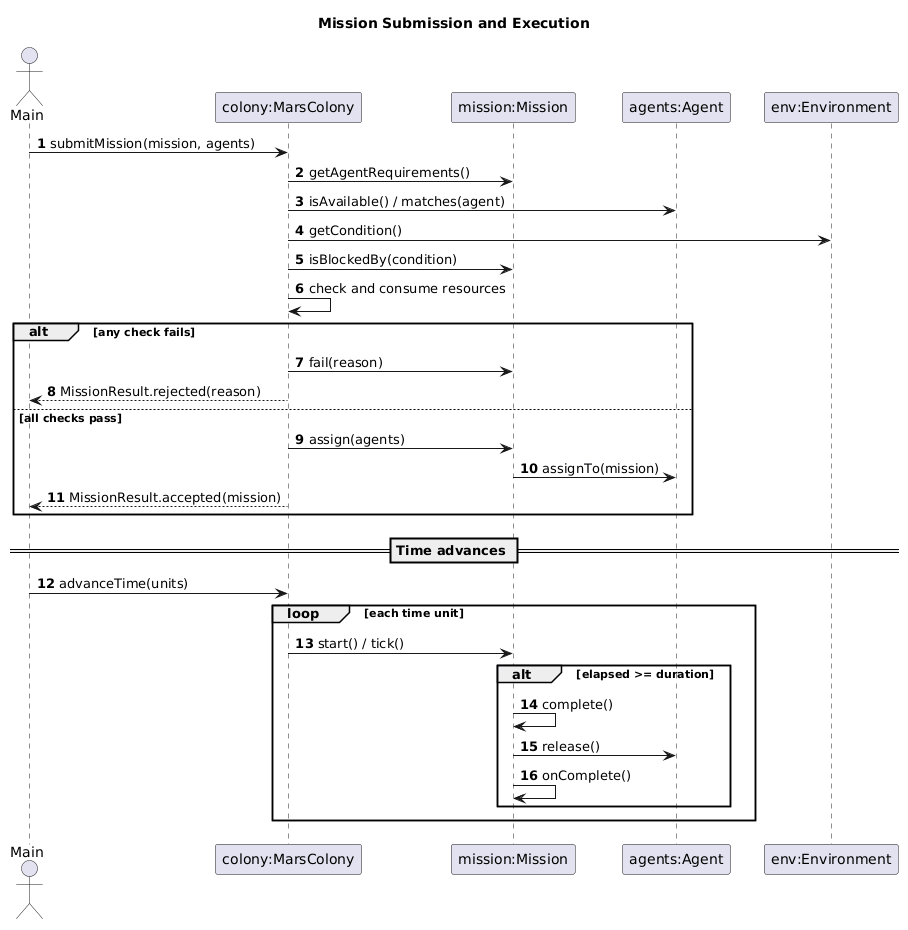 Mission Submission and Execution
Main
colony:MarsColony
mission:Mission
agents:Agent
env:Environment
1 submitMission(mission, agents)
2 getAgentRequirements()
3 isAvailable() / matches(agent)
4 getCondition()
5 isBlockedBy(condition)
6 check and consume resources
alt [any check fails]
7 fail(reason)
8 MissionResult.rejected(reason)
[all checks pass]
9 assign(agents)
10 assignTo(mission)
11 MissionResult.accepted(mission)
Time advances
12 advanceTime(units)
loop [each time unit]
13 start() / tick()
alt [elapsed >= duration]
14 complete()
15 release()
16 onComplete()
Main
colony:MarsColony
mission:Mission
agents:Agent
env:Environment